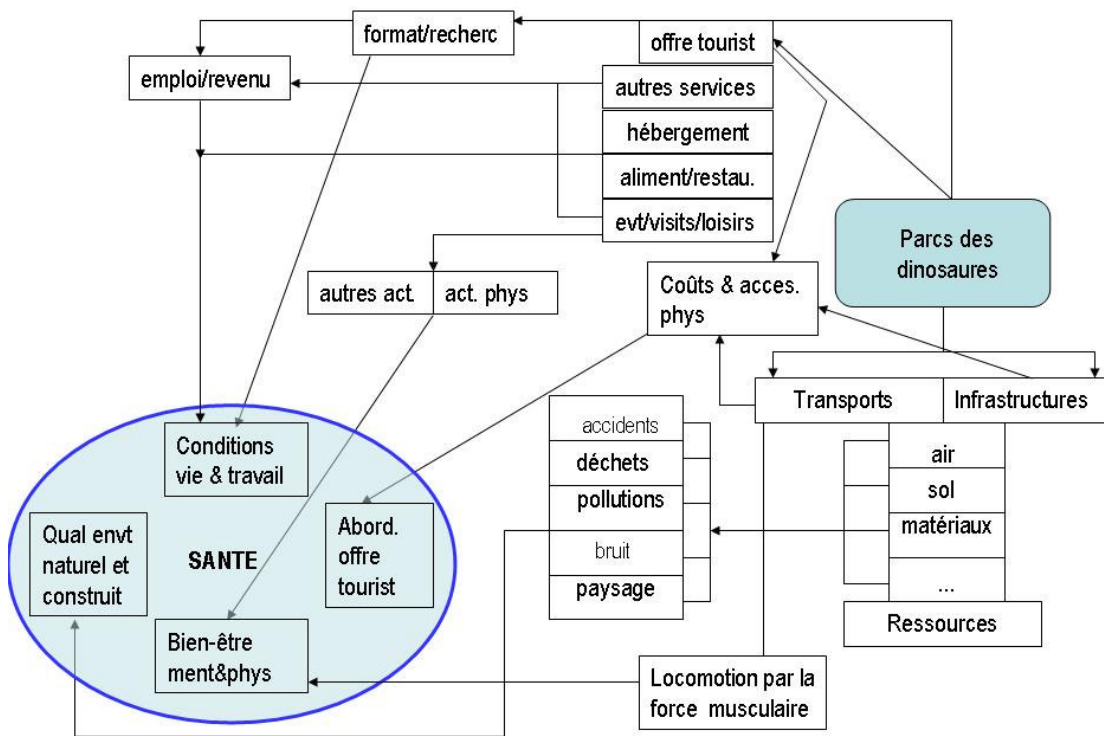 format/recherc
offre tourist
emploi/revenu
autres services
hébergement
aliment/restau.
evt/visits/loisirs
Parcs des
dinosaures
autres act.
act. phys
Coûts & acces.
phys
Transports
Infrastructures
accidents
déchets
pollutions
bruit
paysage
air
sol
matériaux
...
Ressources
Conditions
vie & travail
Qual envt
naturel et
construit
SANTE
Abord.
offre
tourist
Bien-être
ment&phys
Locomotion par la
force musculaire